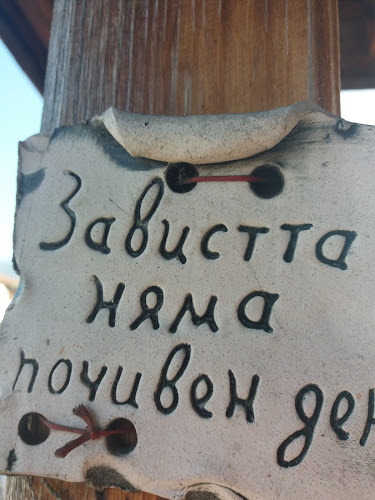 Завистта
няма
почивен ден